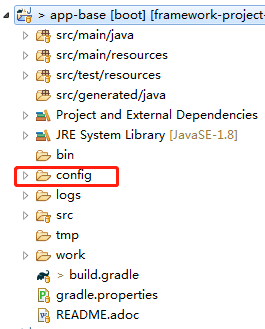 > app-base [boot] [framework-project-
src/main/java
src/main/resources
src/test/resources
src/generated/java
Project and External Dependencies
JRE System Library [JavaSE-1.8]
bin
config
logs
src
tmp
work
> build.gradle
gradle.properties
README.adoc